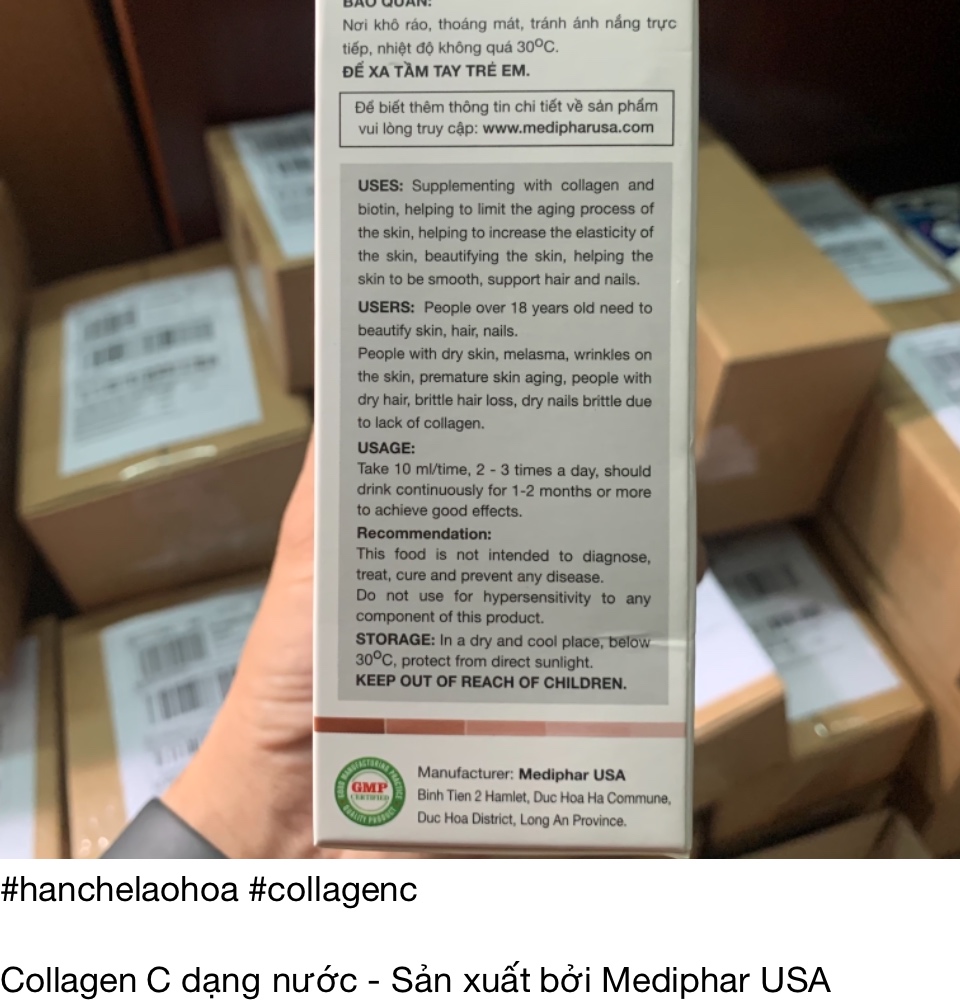 BẢO QUẢN:
Nơi khô ráo, thoáng mát, tránh ánh nắng trực
tiếp, nhiệt độ không quá 30ºC.
ĐỂ XA TẦM TAY TRẺ EM.
Để biết thêm thông tin chi tiết về sản phẩm
vui lòng truy cập: www.medipharusa.com
USES: Supplementing with collagen and
biotin, helping to limit the aging process of
the skin, helping to increase the elasticity of
the skin, beautifying the skin, helping the
skin to be smooth, support hair and nails.
USERS: People over 18 years old need to
beautify skin, hair, nails.
People with dry skin, melasma, wrinkles on
the skin, premature skin aging, people with
dry hair, brittle hair loss, dry nails brittle due
to lack of collagen.
USAGE:
Take 10 ml/time, 2 - 3 times a day, should
drink continuously for 1-2 months or more
to achieve good effects.
Recommendation:
This food is not intended to diagnose,
treat, cure and prevent any disease.
Do not use for hypersensitivity to any
component of this product.
STORAGE: In a dry and cool place, below
30ºC, protect from direct sunlight.
KEEP OUT OF REACH OF CHILDREN.
GOOD MANUFACTURING PRACTICE
GMP
CERTIFIED
QUALITY PRODUCT
Manufacturer: Mediphar USA
Binh Tien 2 Hamlet, Duc Hoa Ha Commune,
Duc Hoa District, Long An Province.
#hanchelaohoa #collagenc
Collagen C dạng nước - Sản xuất bởi Mediphar USA